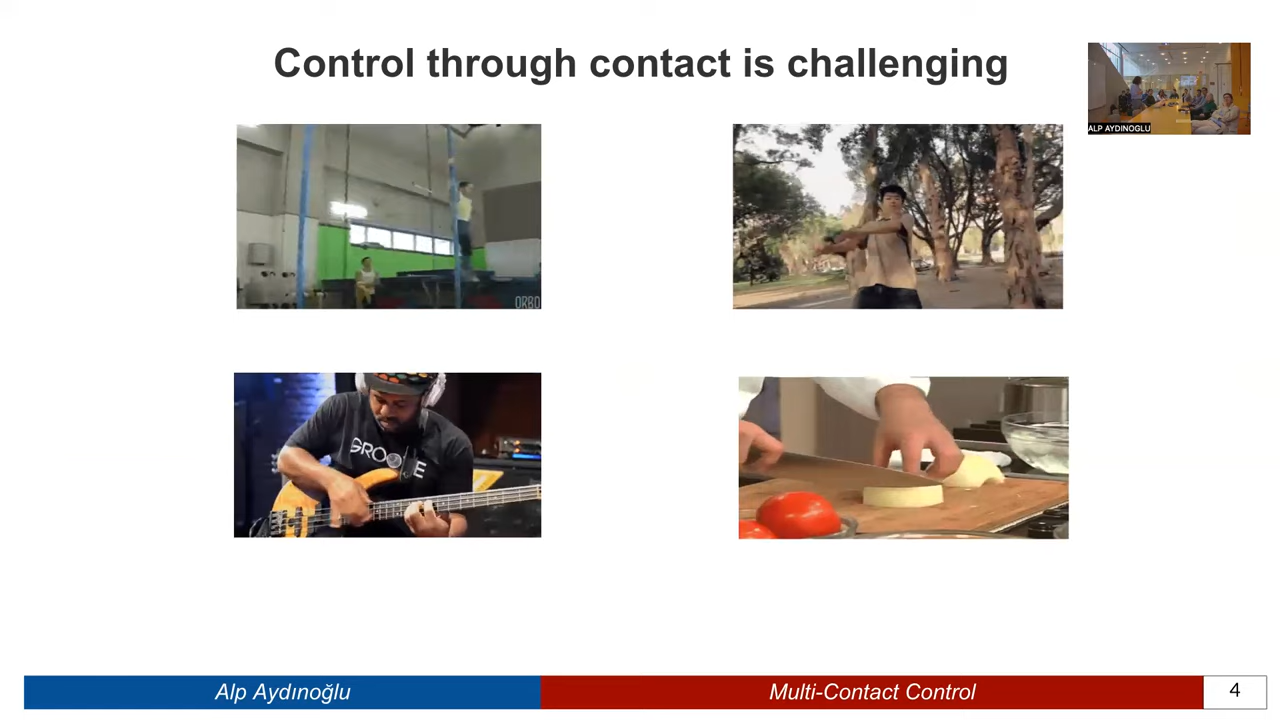 Control through contact is challenging
ALP AYDINOGLU
ORBO
GROOVE
Alp Aydınoğlu
Multi-Contact Control
4